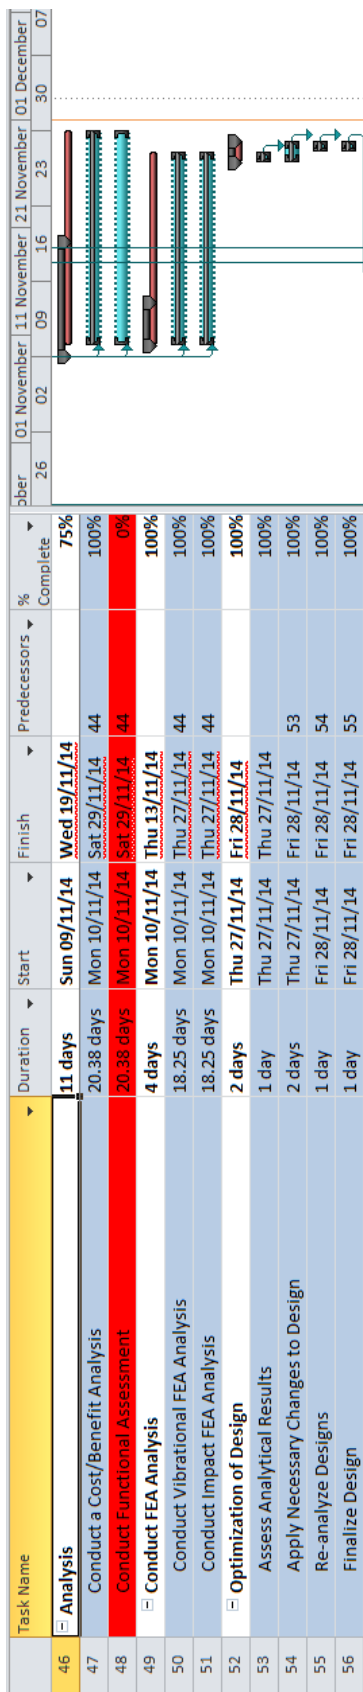 Task Name Duration Start Finish Predecessors % Complete
ober 01 November 11 November 21 November 01 December
26 02 09 16 23 30 07
46 Analysis 11 days Sun 09/11/14 Wed 19/11/14 75%
47 Conduct a Cost/Benefit Analysis 20.38 days Mon 10/11/14 Sat 29/11/14 44 100%
48 Conduct Functional Assessment 20.38 days Mon 10/11/14 Sat 29/11/14 44 0%
49 Conduct FEA Analysis 4 days Mon 10/11/14 Thu 13/11/14 100%
50 Conduct Vibrational FEA Analysis 18.25 days Mon 10/11/14 Thu 27/11/14 44 100%
51 Conduct Impact FEA Analysis 18.25 days Mon 10/11/14 Thu 27/11/14 44 100%
52 Optimization of Design 2 days Thu 27/11/14 Fri 28/11/14 100%
53 Assess Analytical Results 1 day Thu 27/11/14 Thu 27/11/14 100%
54 Apply Necessary Changes to Design 2 days Thu 27/11/14 Fri 28/11/14 53 100%
55 Re-analyze Designs 1 day Fri 28/11/14 Fri 28/11/14 54 100%
56 Finalize Design 1 day Fri 28/11/14 Fri 28/11/14 55 100%